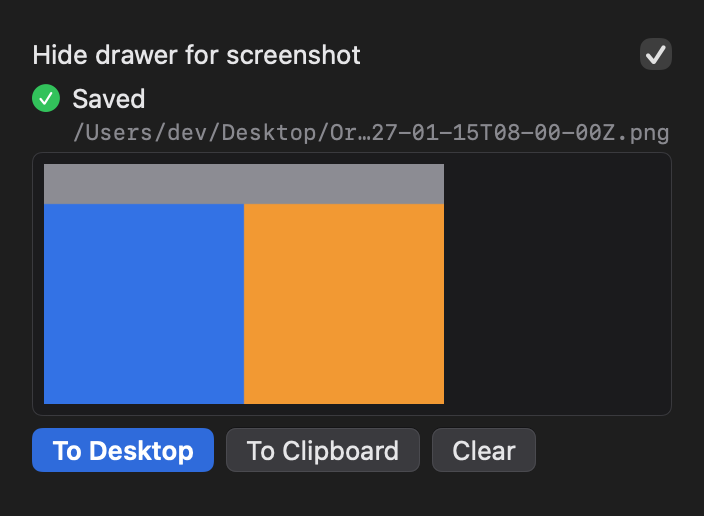 Hide drawer for screenshot
Saved
/Users/dev/Desktop/Or…27-01-15T08-00-00Z.png
To Desktop
To Clipboard
Clear